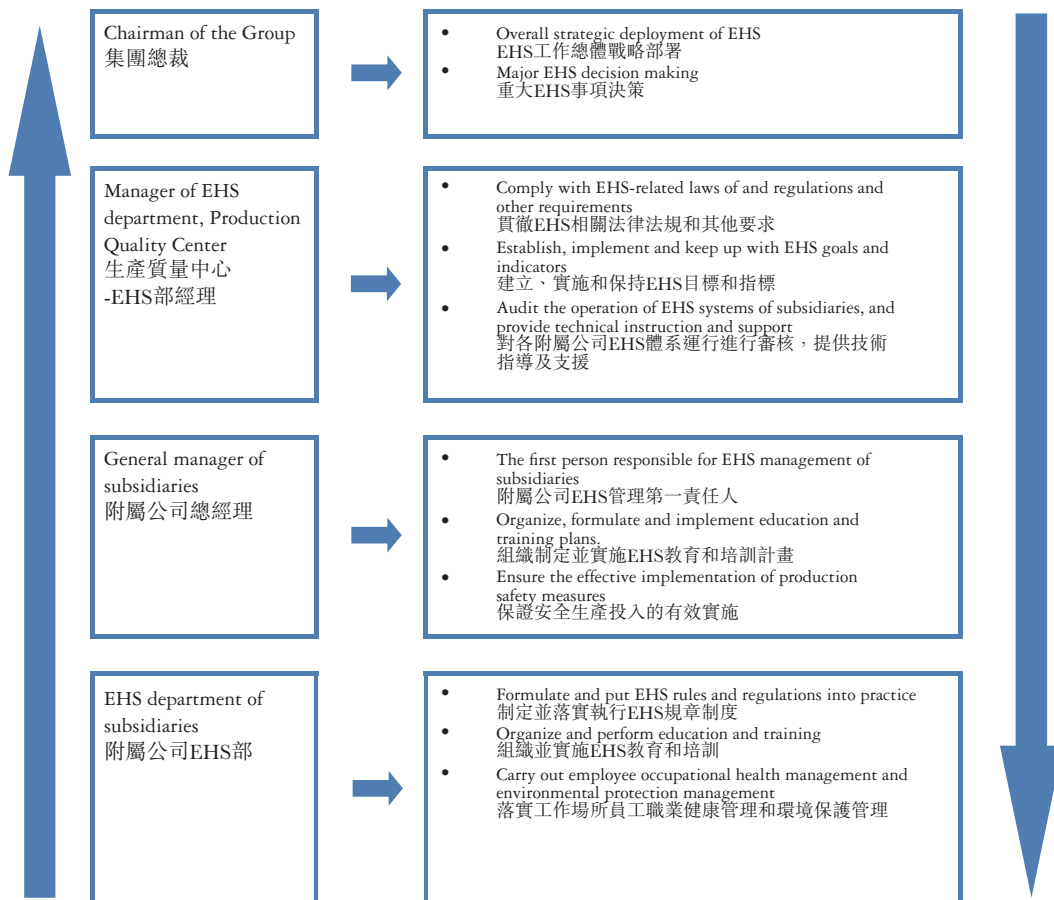 Chairman of the Group
集團總裁
• Overall strategic deployment of EHS
EHS工作總體戰略部署
• Major EHS decision making
重大EHS事項決策
Manager of EHS
department, Production
Quality Center
生產質量中心
-EHS部經理
• Comply with EHS-related laws of and regulations and
other requirements
貫徹EHS相關法律法規和其他要求
• Establish, implement and keep up with EHS goals and
indicators
建立、實施和保持EHS目標和指標
• Audit the operation of EHS systems of subsidiaries, and
provide technical instruction and support
對各附屬公司EHS體系運行進行審核，提供技術
指導及支援
General manager of
subsidiaries
附屬公司總經理
• The first person responsible for EHS management of
subsidiaries
附屬公司EHS管理第一責任人
• Organize, formulate and implement education and
training plans.
組織制定並實施EHS教育和培訓計畫
• Ensure the effective implementation of production
safety measures
保證安全生產投入的有效實施
EHS department of
subsidiaries
附屬公司EHS部
• Formulate and put EHS rules and regulations into practice
制定並落實執行EHS規章制度
• Organize and perform education and training
組織並實施EHS教育和培訓
• Carry out employee occupational health management and
environmental protection management
落實工作場所員工職業健康管理和環境保護管理